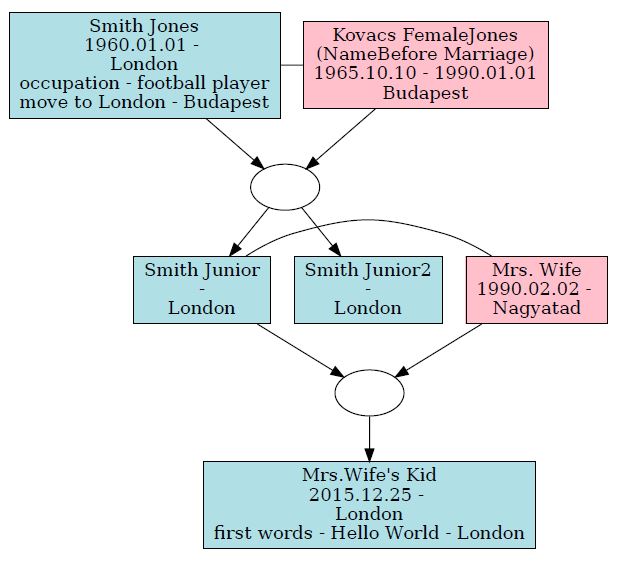 Smith Jones
1960.01.01 -
London
occupation - football player
move to London - Budapest
Kovacs FemaleJones
(NameBefore Marriage)
1965.10.10 - 1990.01.01
Budapest
Smith Junior
-
London
Smith Junior2
-
London
Mrs. Wife
1990.02.02 -
Nagyatad
Mrs.Wife's Kid
2015.12.25 -
London
first words - Hello World - London